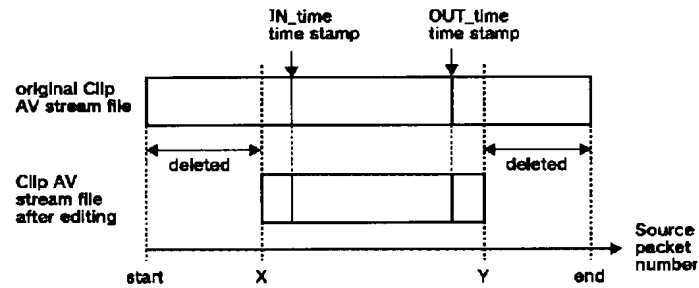 IN_time
time stamp
OUT_time
time stamp
original Clip
AV stream file
deleted
deleted
Clip AV
stream file
after editing
Source
packet
number
start
X
Y
end